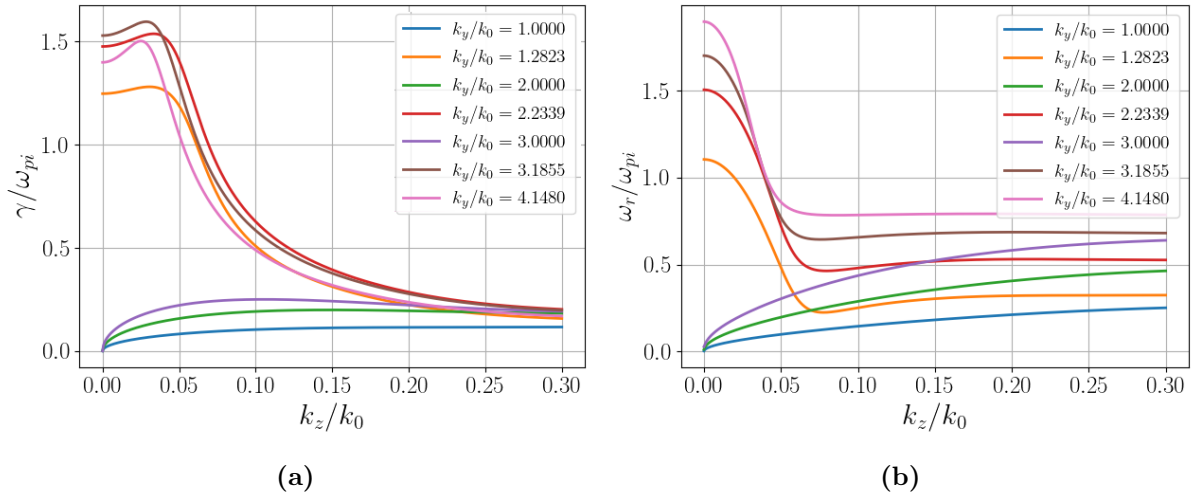 γ/ω_{pi}
1.5
1.0
0.5
0.0
k_y/k_0 = 1.0000
k_y/k_0 = 1.2823
k_y/k_0 = 2.0000
k_y/k_0 = 2.2339
k_y/k_0 = 3.0000
k_y/k_0 = 3.1855
k_y/k_0 = 4.1480
0.00 0.05 0.10 0.15 0.20 0.25 0.30
k_z/k_0
(a)
ω_r/ω_{pi}
1.5
1.0
0.5
0.0
k_y/k_0 = 1.0000
k_y/k_0 = 1.2823
k_y/k_0 = 2.0000
k_y/k_0 = 2.2339
k_y/k_0 = 3.0000
k_y/k_0 = 3.1855
k_y/k_0 = 4.1480
0.00 0.05 0.10 0.15 0.20 0.25 0.30
k_z/k_0
(b)